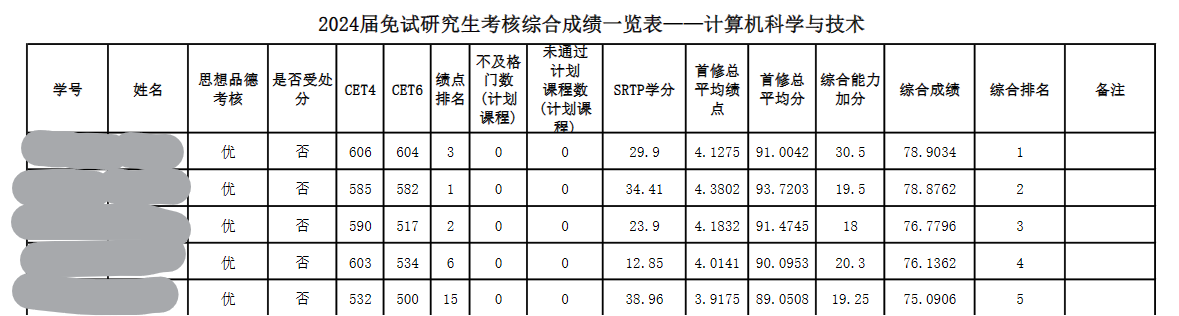 2024届免试研究生考核综合成绩一览表——计算机科学与技术
学号 姓名 思想品德考核 是否受处分 CET4 CET6 绩点排名 不及格门数(计划课程) 未通过计划课程数(计划课程) SRTP学分 首修总平均绩点 首修总平均分 综合能力加分 综合成绩 综合排名 备注
优 否 606 604 3 0 0 29.9 4.1275 91.0042 30.5 78.9034 1
优 否 585 582 1 0 0 34.41 4.3802 93.7203 19.5 78.8762 2
优 否 590 517 2 0 0 23.9 4.1832 91.4745 18 76.7796 3
优 否 603 534 6 0 0 12.85 4.0141 90.0953 20.3 76.1362 4
优 否 532 500 15 0 0 38.96 3.9175 89.0508 19.25 75.0906 5